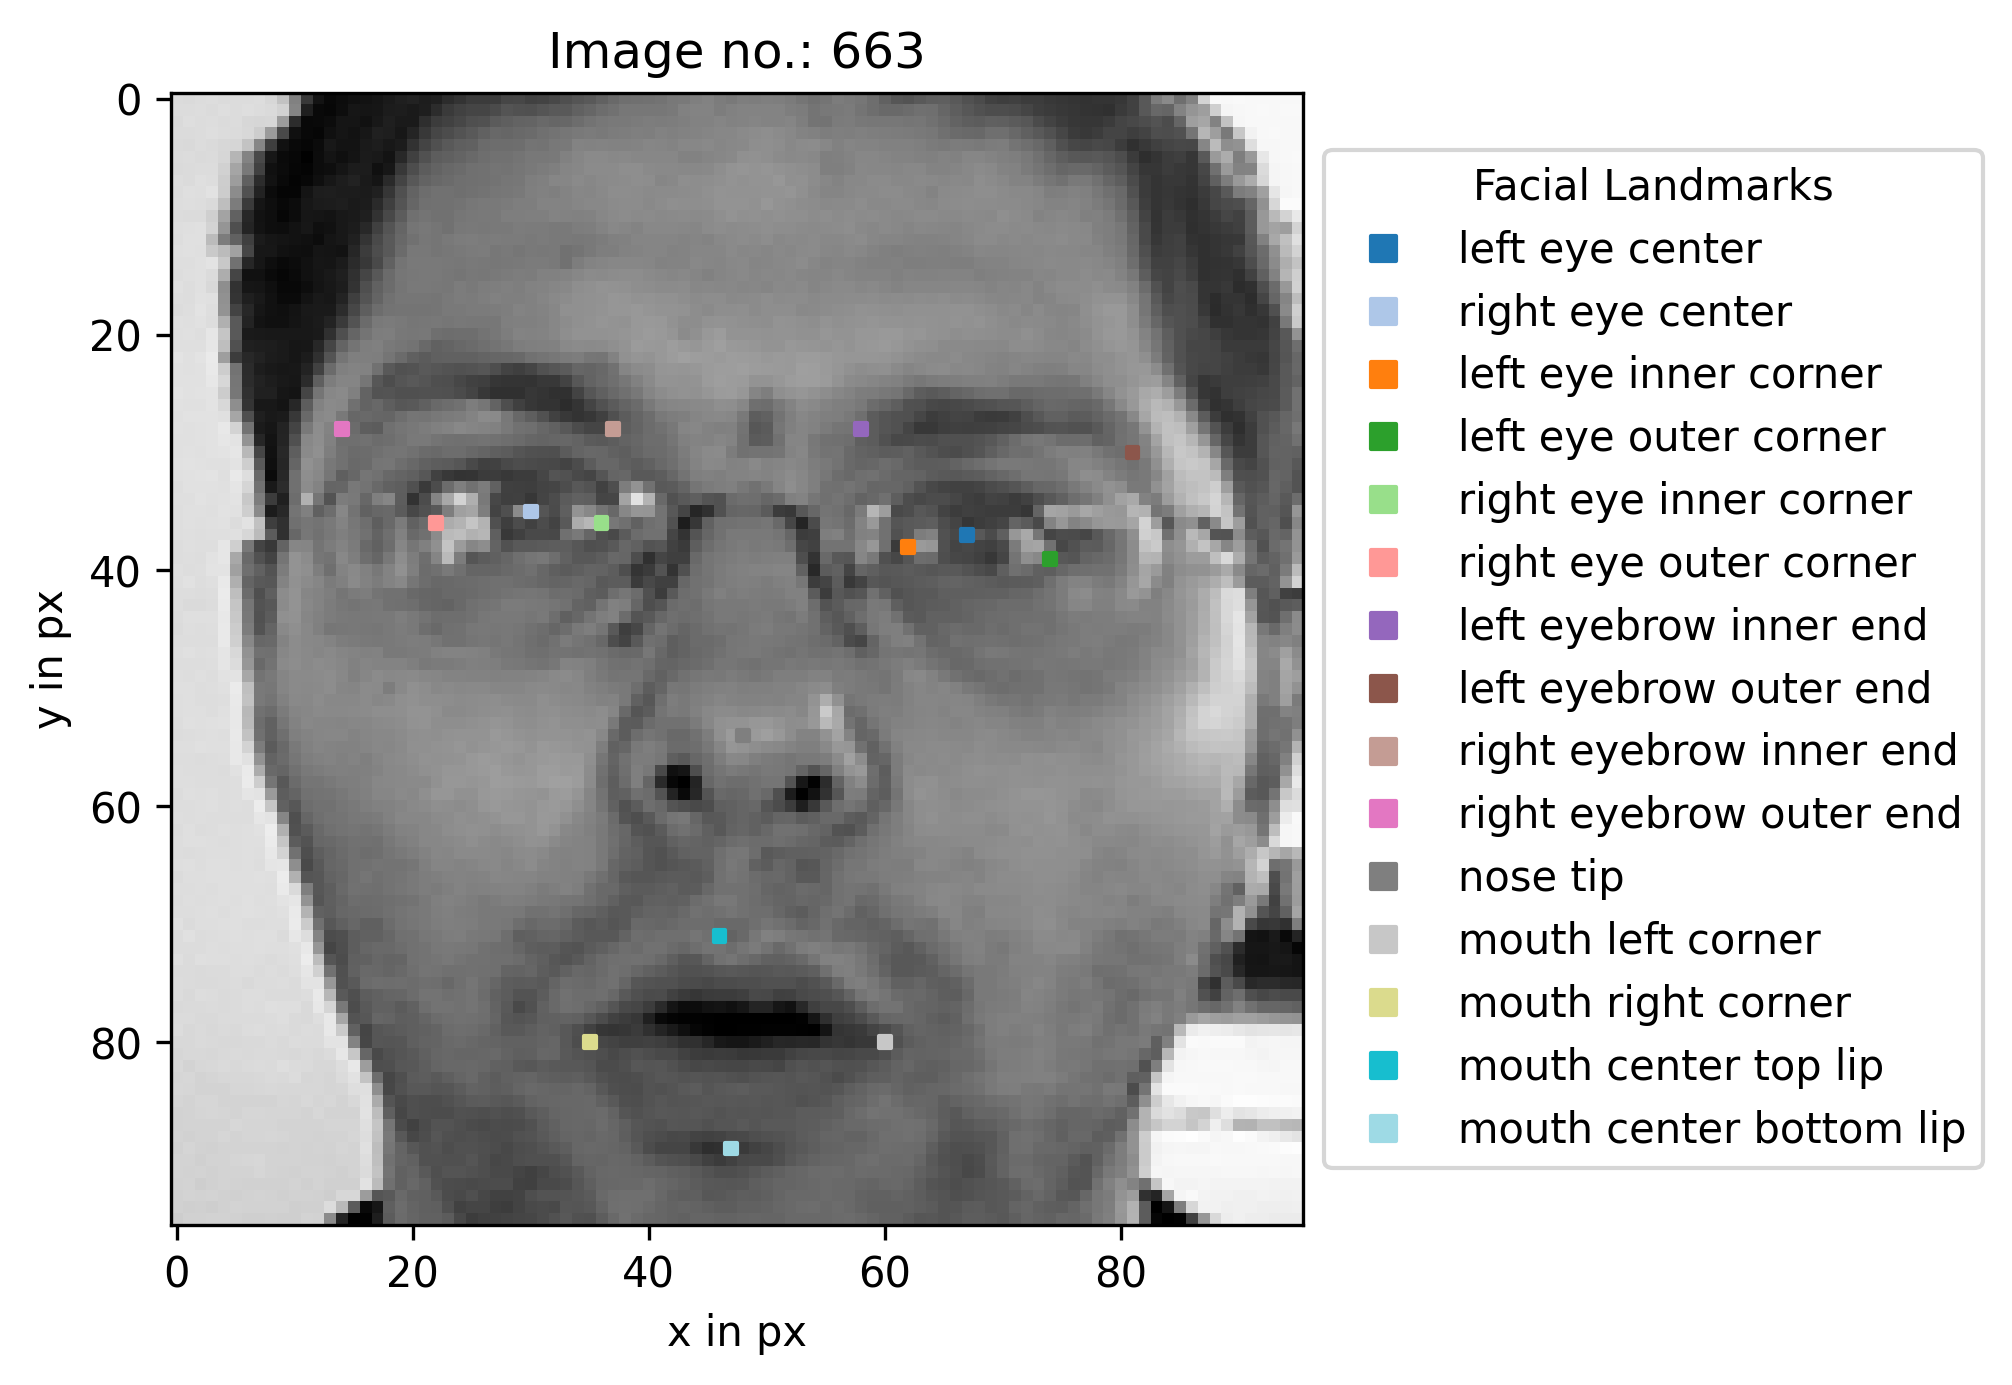 Image no.: 663
0
20
40
60
80
y in px
0 20 40 60 80
x in px
Facial Landmarks
left eye center
right eye center
left eye inner corner
left eye outer corner
right eye inner corner
right eye outer corner
left eyebrow inner end
left eyebrow outer end
right eyebrow inner end
right eyebrow outer end
nose tip
mouth left corner
mouth right corner
mouth center top lip
mouth center bottom lip